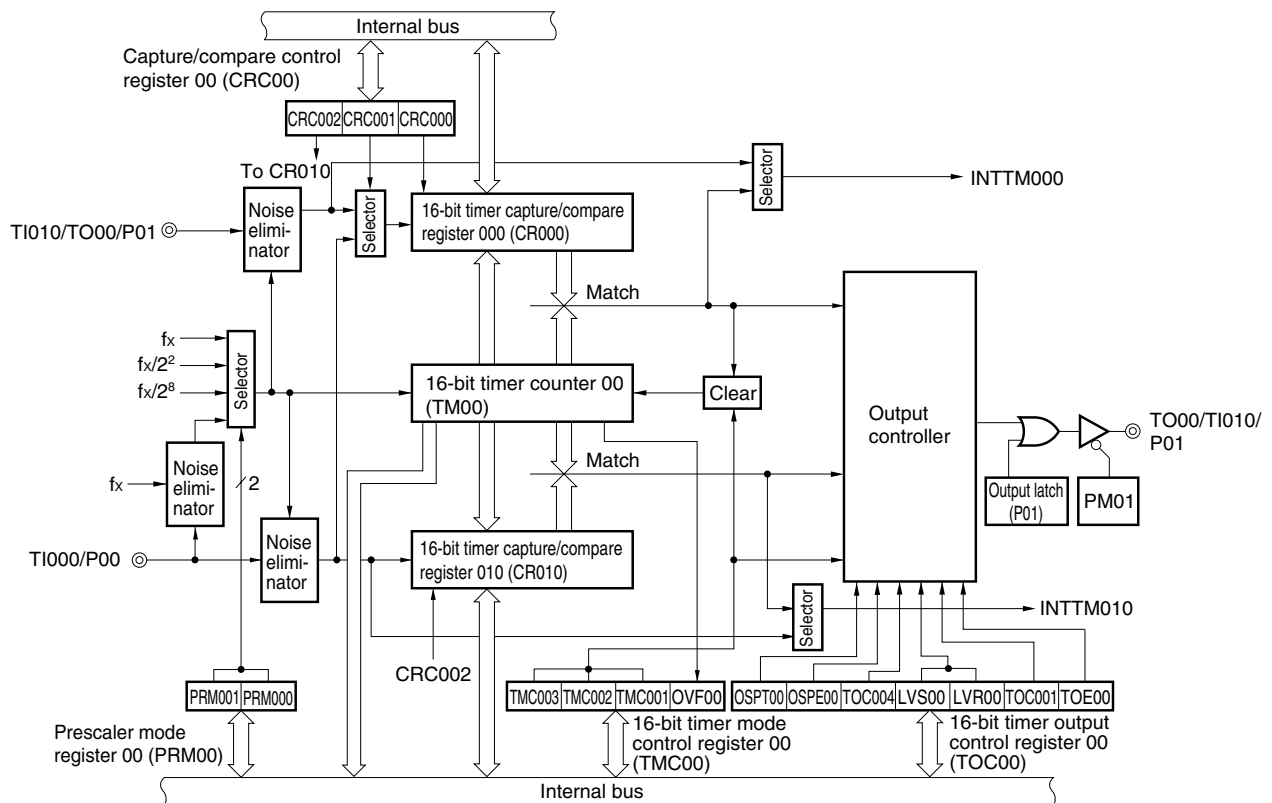 Internal bus
Capture/compare control
register 00 (CRC00)
CRC002 CRC001 CRC000
To CR010
Selector
INTTM000
TI010/TO00/P01
Noise
elimi-
nator
Selector
16-bit timer capture/compare
register 000 (CR000)
Match
fx
fx/2²
fx/2⁸
Selector
16-bit timer counter 00
(TM00)
Clear
Output
controller
TO00/TI010/
P01
Match
fx
Noise
elimi-
nator
2
Output latch
(P01)
PM01
TI000/P00
Noise
elimi-
nator
16-bit timer capture/compare
register 010 (CR010)
Selector
INTTM010
CRC002
PRM001 PRM000
TMC003 TMC002 TMC001 OVF00
OSPT00 OSPE00 TOC004 LVS00 LVR00 TOC001 TOE00
Prescaler mode
register 00 (PRM00)
16-bit timer mode
control register 00
(TMC00)
16-bit timer output
control register 00
(TOC00)
Internal bus